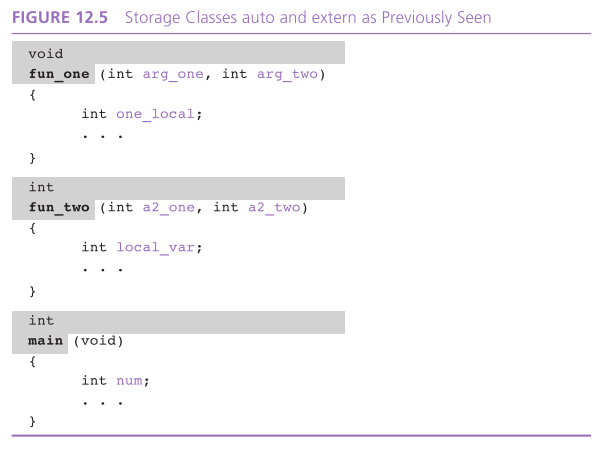 FIGURE 12.5 Storage Classes auto and extern as Previously Seen
void
fun_one (int arg_one, int arg_two)
{
int one_local;
. . .
}
int
fun_two (int a2_one, int a2_two)
{
int local_var;
. . .
}
int
main (void)
{
int num;
. . .
}